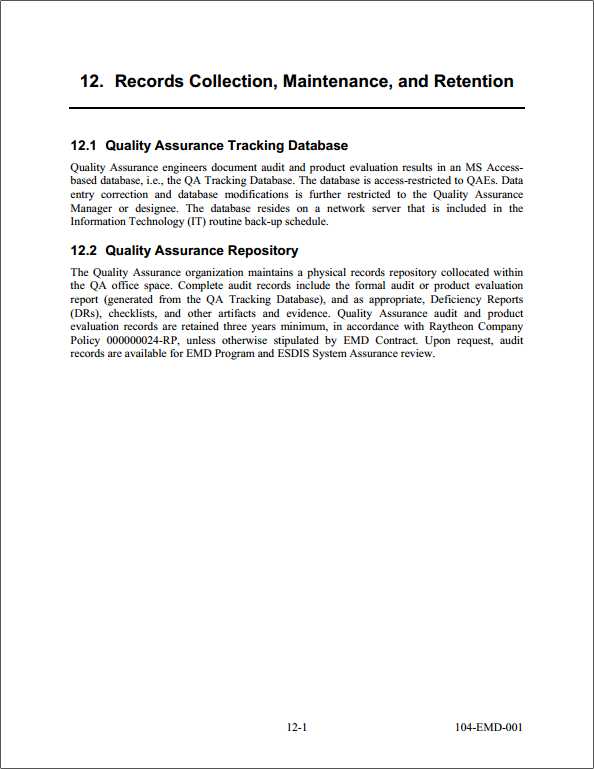 12. Records Collection, Maintenance, and Retention
12.1 Quality Assurance Tracking Database
Quality Assurance engineers document audit and product evaluation results in an MS Access-
based database, i.e., the QA Tracking Database. The database is access-restricted to QAEs. Data
entry correction and database modifications is further restricted to the Quality Assurance
Manager or designee. The database resides on a network server that is included in the
Information Technology (IT) routine back-up schedule.
12.2 Quality Assurance Repository
The Quality Assurance organization maintains a physical records repository collocated within
the QA office space. Complete audit records include the formal audit or product evaluation
report (generated from the QA Tracking Database), and as appropriate, Deficiency Reports
(DRs), checklists, and other artifacts and evidence. Quality Assurance audit and product
evaluation records are retained three years minimum, in accordance with Raytheon Company
Policy 000000024-RP, unless otherwise stipulated by EMD Contract. Upon request, audit
records are available for EMD Program and ESDIS System Assurance review.
12-1 104-EMD-001